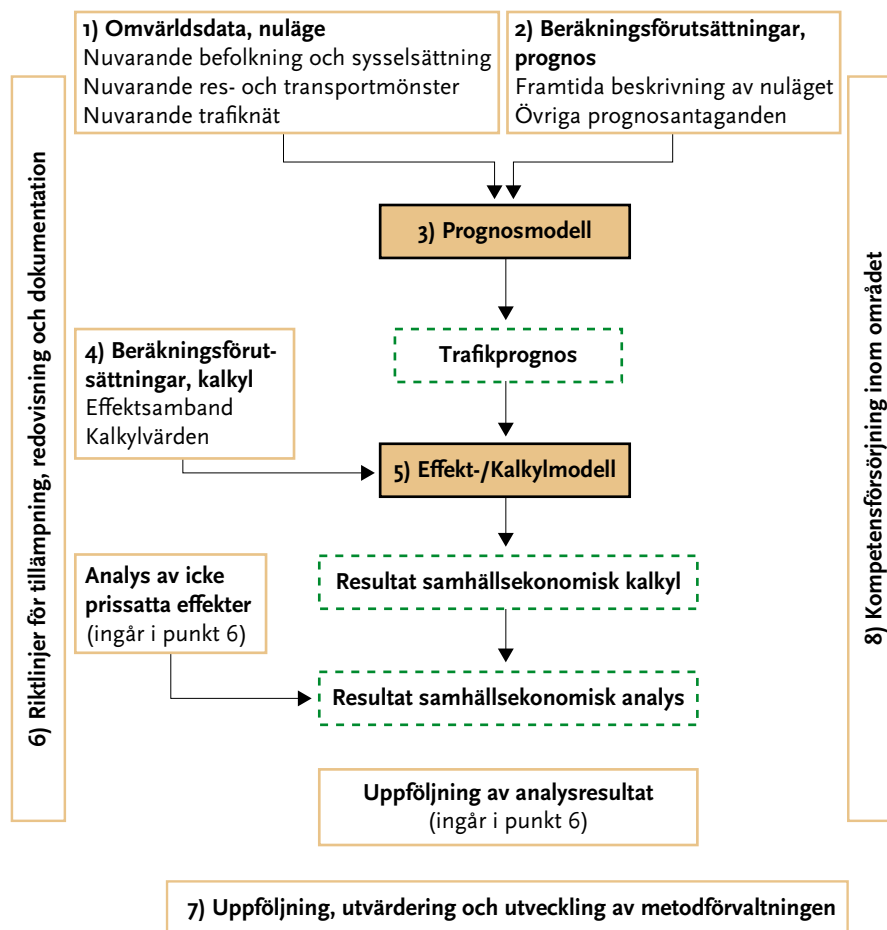 1) Omvärldsdata, nuläge
Nuvarande befolkning och sysselsättning
Nuvarande res- och transportmönster
Nuvarande trafiknät
2) Beräkningsförutsättningar,
prognos
Framtida beskrivning av nuläget
Övriga prognosantaganden
3) Prognosmodell
Trafikprognos
4) Beräkningsförut-
sättningar, kalkyl
Effektsamband
Kalkylvärden
5) Effekt-/Kalkylmodell
Resultat samhällsekonomisk kalkyl
Analys av icke
prissatta effekter
(ingår i punkt 6)
Resultat samhällsekonomisk analys
Uppföljning av analysresultat
(ingår i punkt 6)
6) Riktlinjer för tillämpning, redovisning och dokumentation
8) Kompetensförsörjning inom området
7) Uppföljning, utvärdering och utveckling av metodförvaltningen